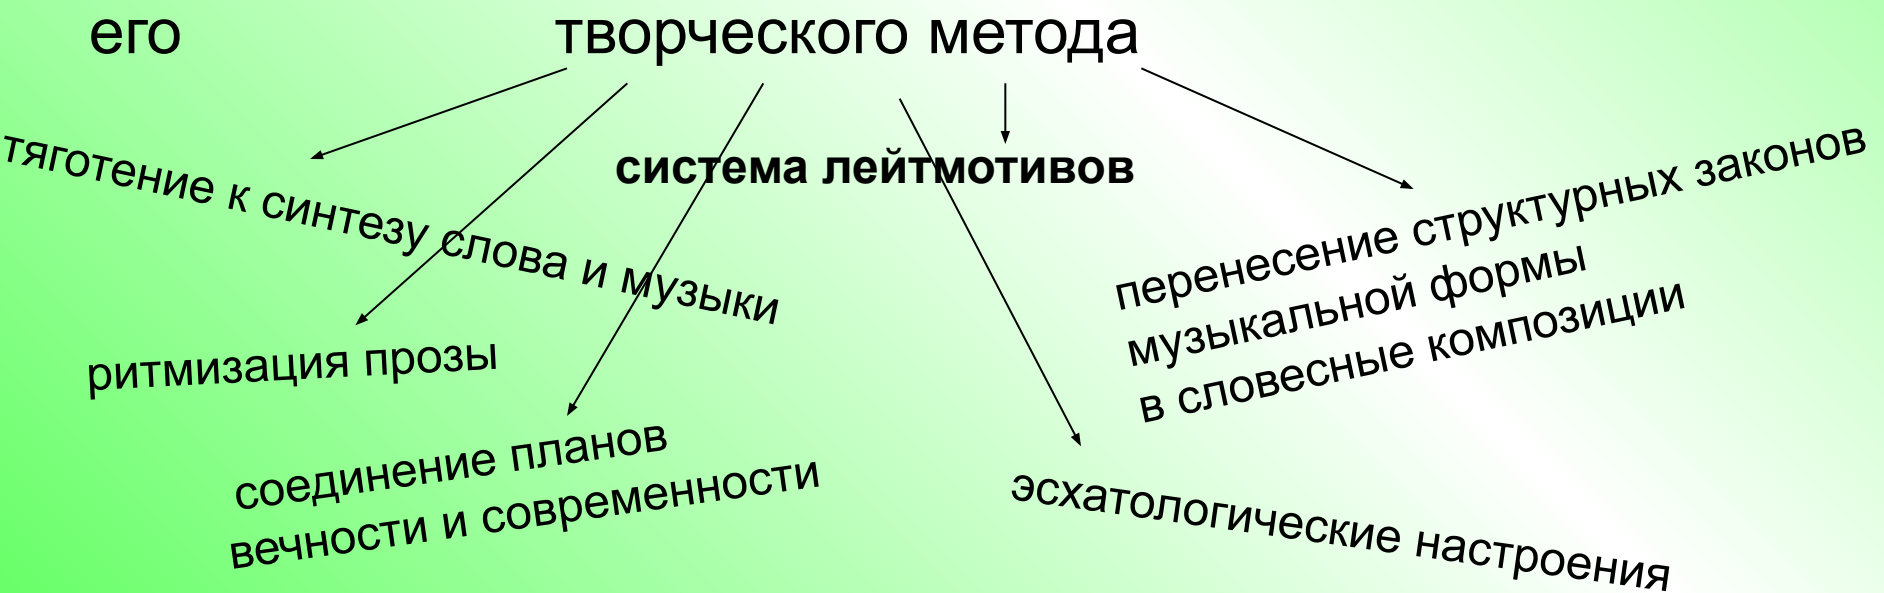 его творческого метода
система лейтмотивов
тяготение к синтезу слова и музыки
перенесение структурных законов
музыкальной формы
в словесные композиции
ритмизация прозы
соединение планов
вечности и современности
эсхатологические настроения